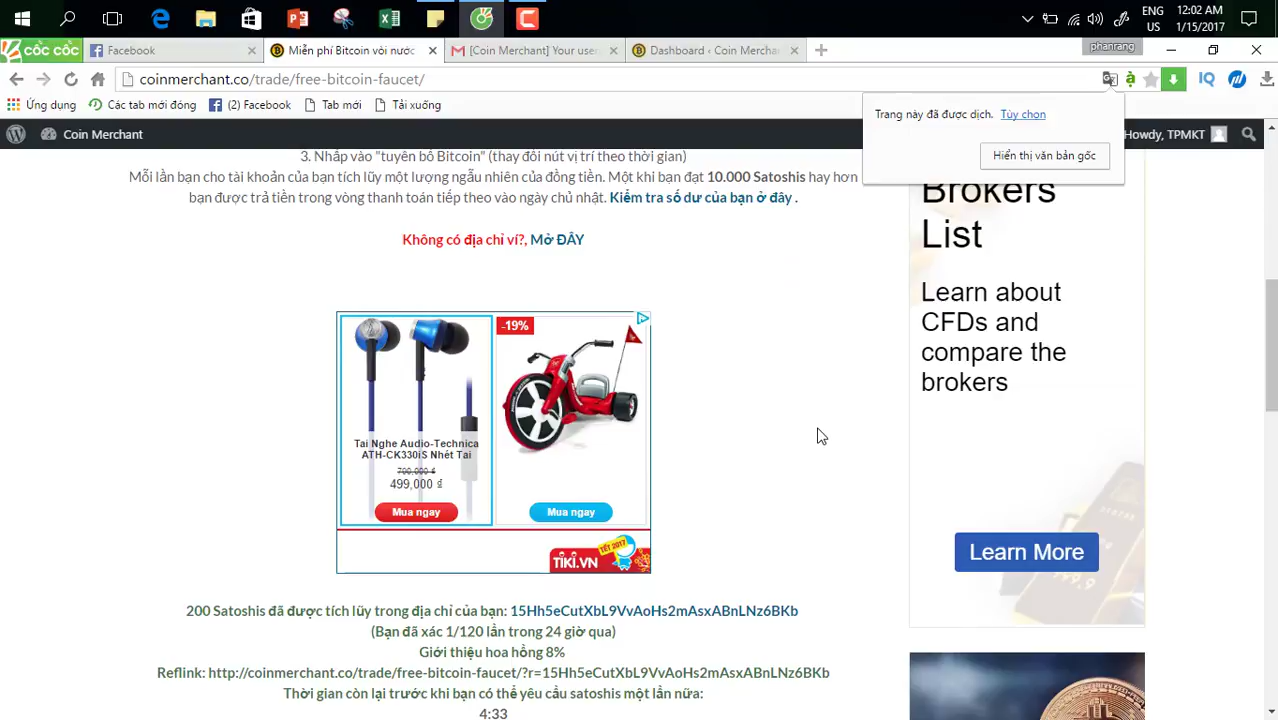 12:02 AM
ENG
US
1/15/2017
cốc cốc
Facebook
Miễn phí Bitcoin vòi nước
[Coin Merchant] Your user
Dashboard ‹ Coin Mercha
phanrang
coinmerchant.co/trade/free-bitcoin-faucet/
Ứng dụng
Các tab mới đóng
(2) Facebook
Tab mới
Tải xuống
Trang này đã được dịch. Tùy chọn
Hiển thị văn bản gốc
Coin Merchant
Howdy, TPMKT
3. Nhấp vào "tuyên bố Bitcoin" (thay đổi nút vị trí theo thời gian)
Mỗi lần bạn cho tài khoản của bạn tích lũy một lượng ngẫu nhiên của đồng tiền. Một khi bạn đạt 10.000 Satoshis hay hơn
bạn được trả tiền trong vòng thanh toán tiếp theo vào ngày chủ nhật. Kiểm tra số dư của bạn ở đây .
Không có địa chỉ ví?, Mở ĐÂY
-19%
Tai Nghe Audio-Technica
ATH-CK330iS Nhét Tai
700.000 ₫
499,000 ₫
Mua ngay
Mua ngay
TẾT 2017
TIKI.VN
Brokers
List
Learn about
CFDs and
compare the
brokers
Learn More
200 Satoshis đã được tích lũy trong địa chỉ của bạn: 15Hh5eCutXbL9VvAoHs2mAsxABnLNz6BKb
(Bạn đã xác 1/120 lần trong 24 giờ qua)
Giới thiệu hoa hồng 8%
Reflink: http://coinmerchant.co/trade/free-bitcoin-faucet/?r=15Hh5eCutXbL9VvAoHs2mAsxABnLNz6BKb
Thời gian còn lại trước khi bạn có thể yêu cầu satoshis một lần nữa:
4:33